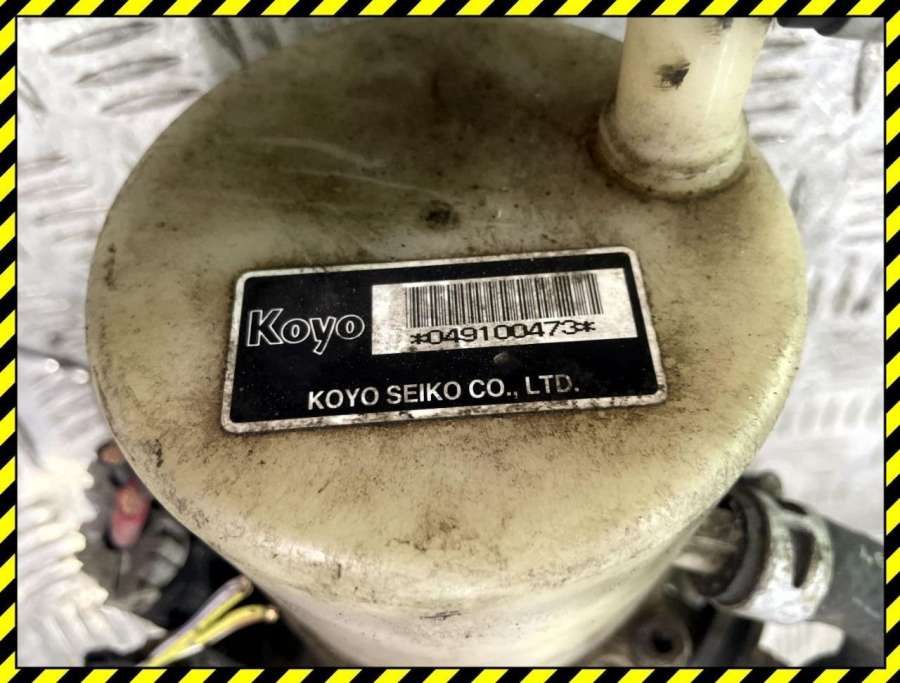 Koyo
*049100473*
KOYO SEIKO CO., LTD.